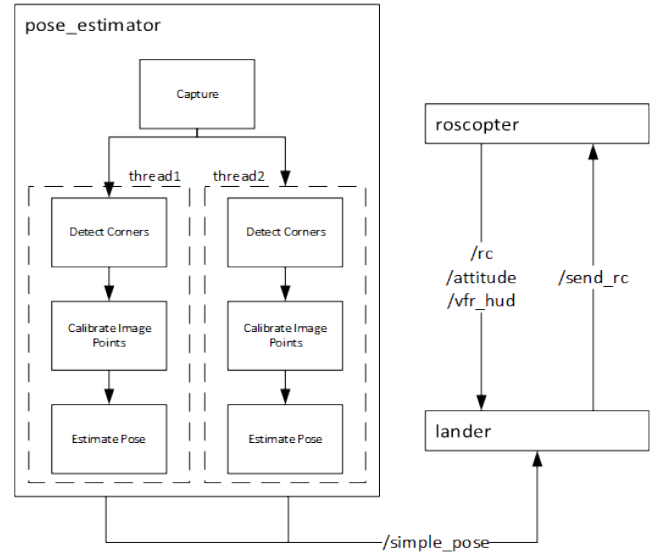 pose_estimator
Capture
thread1
thread2
Detect Corners
Detect Corners
Calibrate Image
Points
Calibrate Image
Points
Estimate Pose
Estimate Pose
roscopter
/rc
/attitude
/vfr_hud
/send_rc
lander
/simple_pose